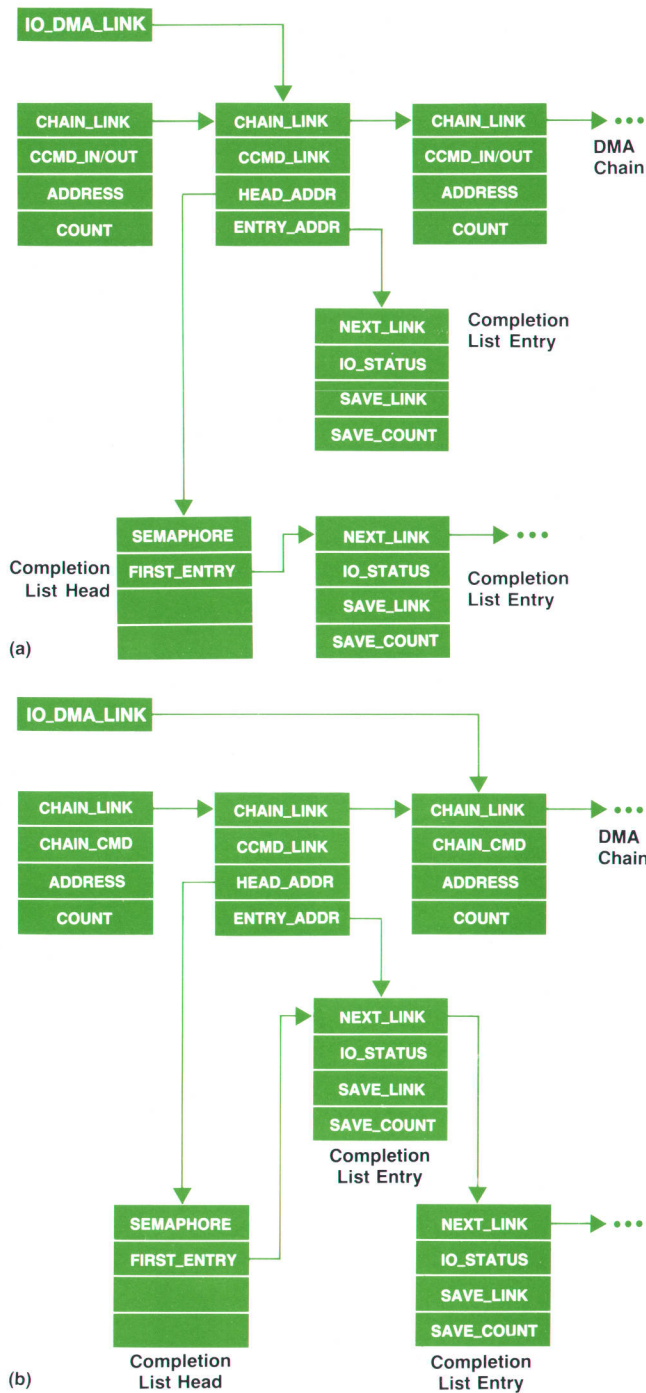 IO_DMA_LINK
CHAIN_LINK
CCMD_IN/OUT
ADDRESS
COUNT
CHAIN_LINK
CCMD_LINK
HEAD_ADDR
ENTRY_ADDR
CHAIN_LINK
CCMD_IN/OUT
ADDRESS
COUNT
DMA
Chain
NEXT_LINK
IO_STATUS
SAVE_LINK
SAVE_COUNT
Completion
List Entry
Completion
List Head
SEMAPHORE
FIRST_ENTRY
NEXT_LINK
IO_STATUS
SAVE_LINK
SAVE_COUNT
Completion
List Entry
(a)
IO_DMA_LINK
CHAIN_LINK
CHAIN_CMD
ADDRESS
COUNT
CHAIN_LINK
CCMD_LINK
HEAD_ADDR
ENTRY_ADDR
CHAIN_LINK
CHAIN_CMD
ADDRESS
COUNT
DMA
Chain
NEXT_LINK
IO_STATUS
SAVE_LINK
SAVE_COUNT
Completion
List Entry
SEMAPHORE
FIRST_ENTRY
Completion
List Head
NEXT_LINK
IO_STATUS
SAVE_LINK
SAVE_COUNT
Completion
List Entry
(b)